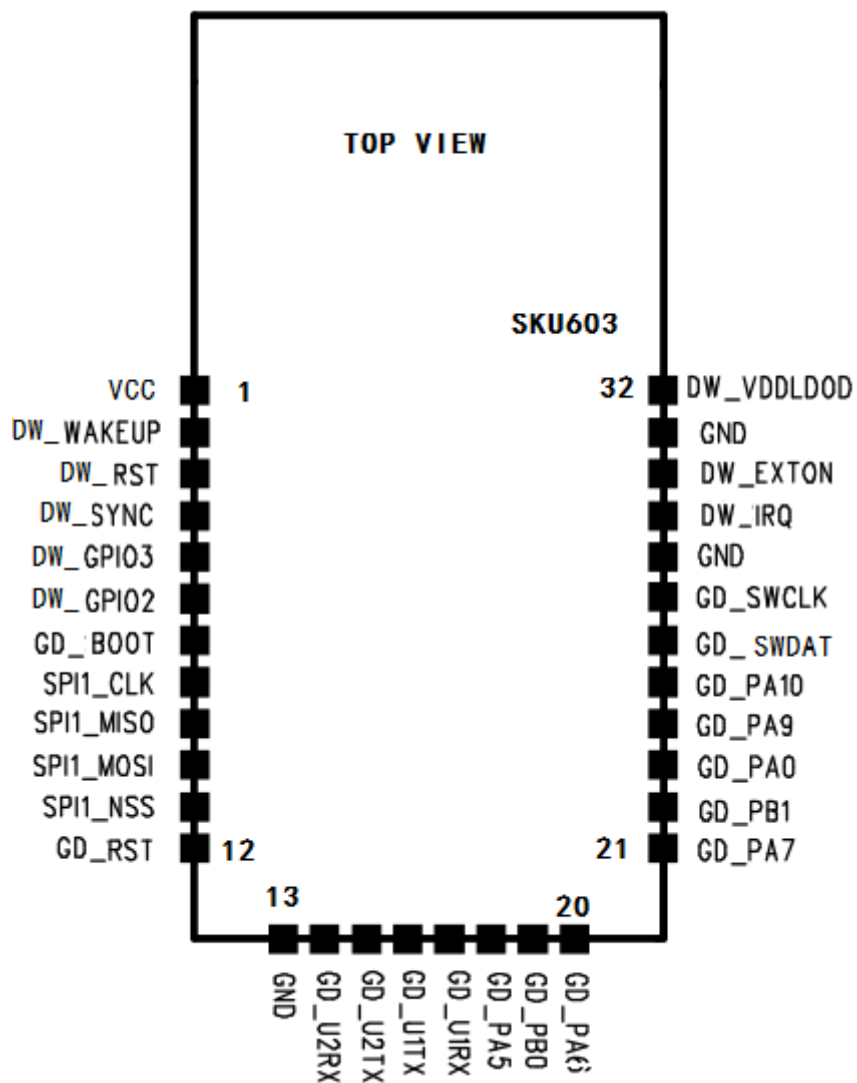 TOP VIEW
SKU603
VCC 1 32 DW_VDDLDOD
DW_WAKEUP GND
DW_RST DW_EXTON
DW_SYNC DW_IRQ
DW_GPIO3 GND
DW_GPIO2 GD_SWCLK
GD_BOOT GD_SWDAT
SPI1_CLK GD_PA10
SPI1_MISO GD_PA9
SPI1_MOSI GD_PA0
SPI1_NSS GD_PB1
GD_RST 12 21 GD_PA7
13 20
GND
GD_U2RX
GD_U2TX
GD_U1TX
GD_U1RX
GD_PA5
GD_PB0
GD_PA6